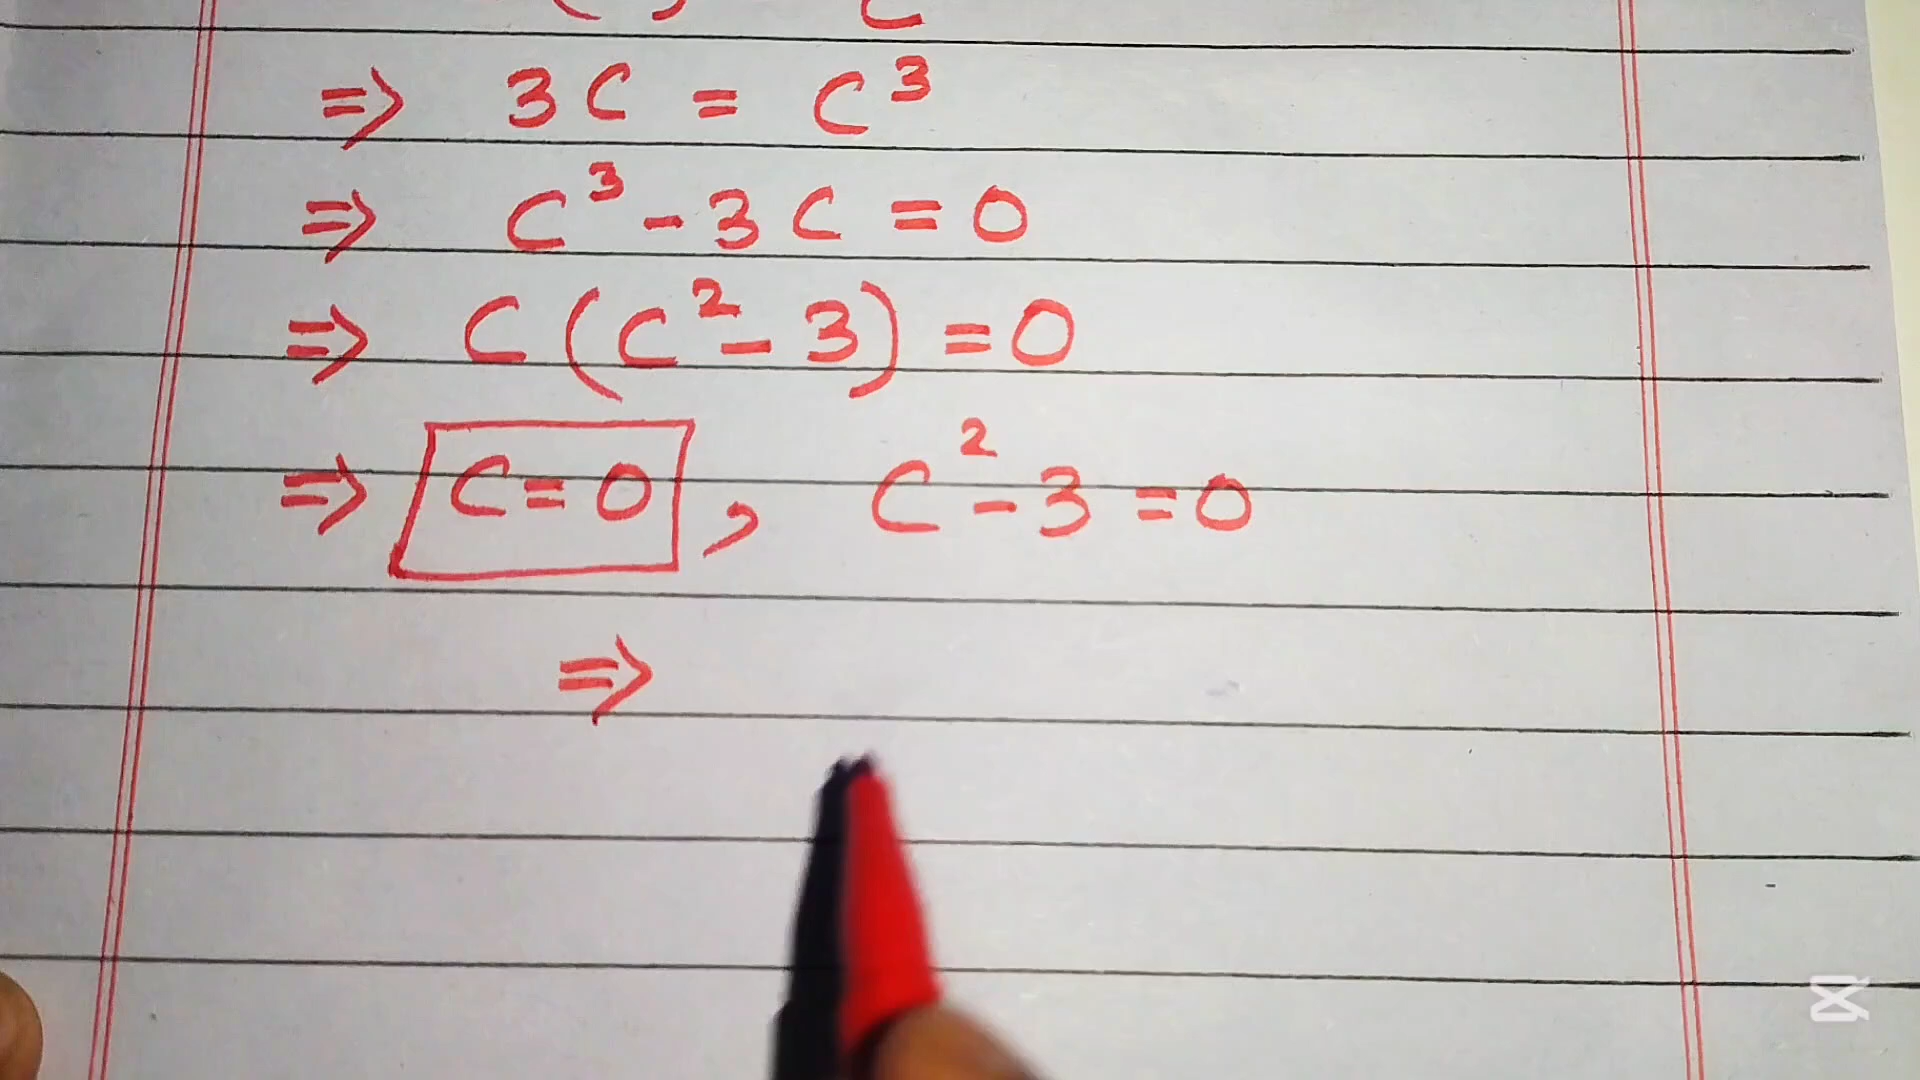 ⇒ 3C = C³
⇒ C³ - 3C = 0
⇒ C(C² - 3) = 0
⇒ C = 0, C² - 3 = 0
⇒